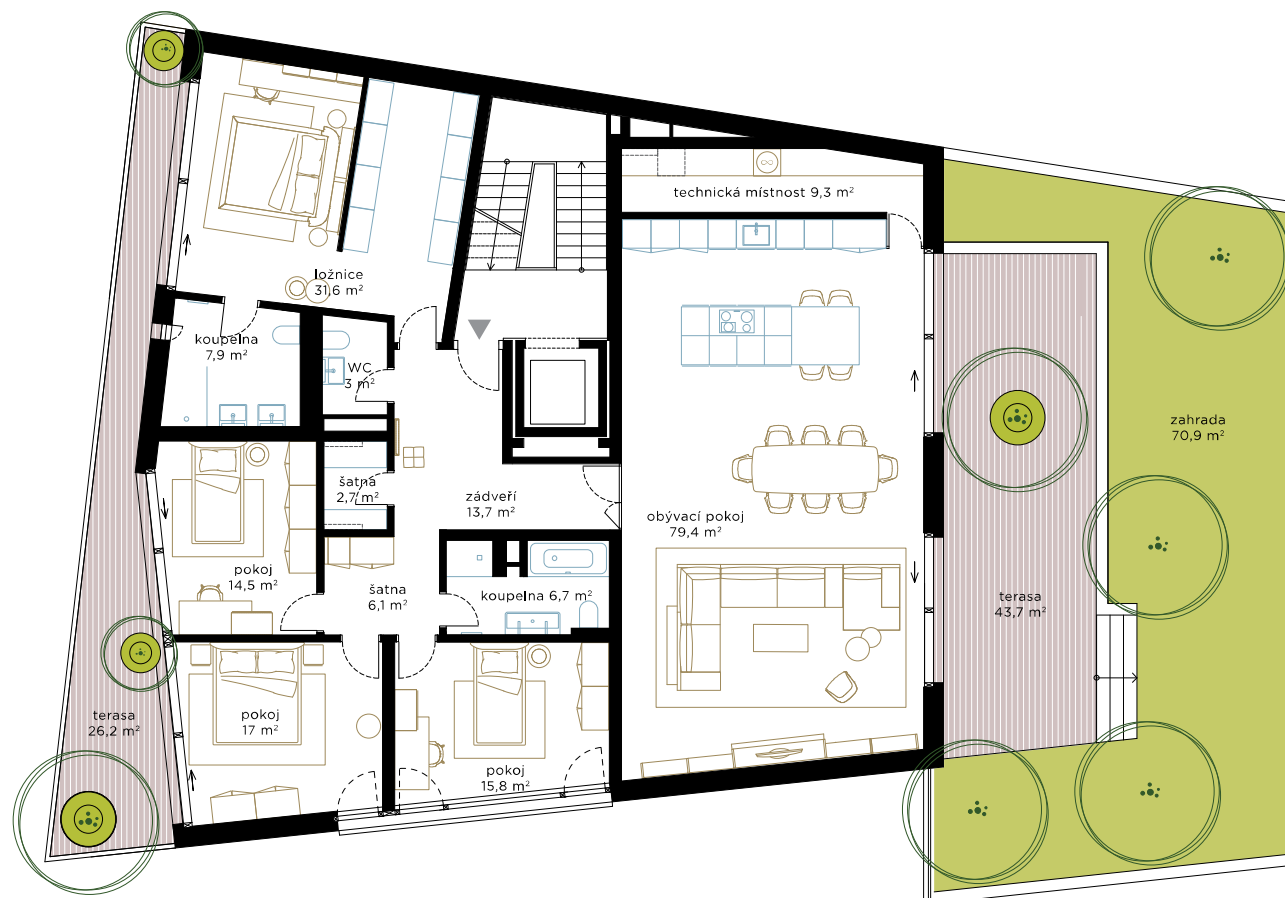 technická místnost 9,3 m²
ložnice
31,6 m²
koupelna
7,9 m²
WC
3 m²
zahrada
70,9 m²
šatna
2,7 m²
zádveří
13,7 m²
obývací pokoj
79,4 m²
pokoj
14,5 m²
šatna
6,1 m²
koupelna 6,7 m²
terasa
43,7 m²
terasa
26,2 m²
pokoj
17 m²
pokoj
15,8 m²